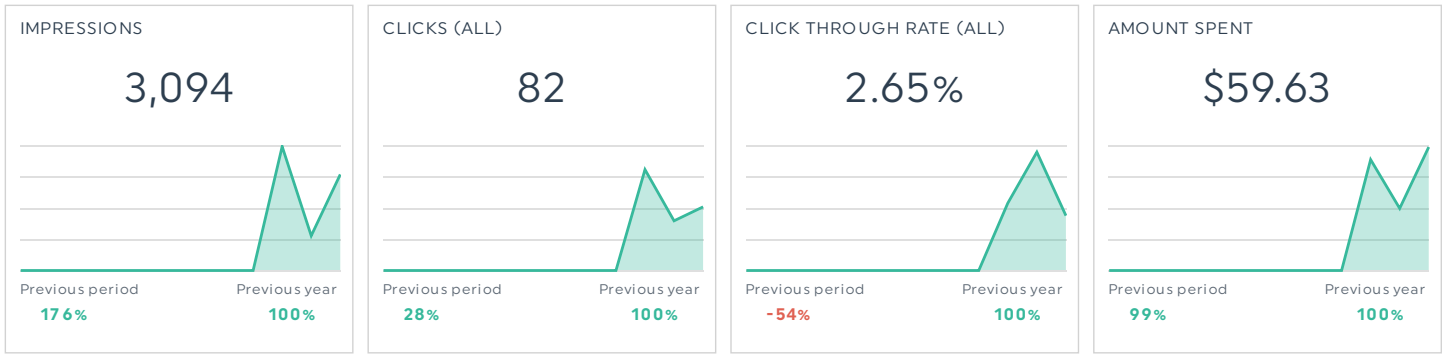 IMPRESSIONS
3,094
Previous period Previous year
176% 100%
CLICKS (ALL)
82
Previous period Previous year
28% 100%
CLICK THROUGH RATE (ALL)
2.65%
Previous period Previous year
-54% 100%
AMOUNT SPENT
$59.63
Previous period Previous year
99% 100%